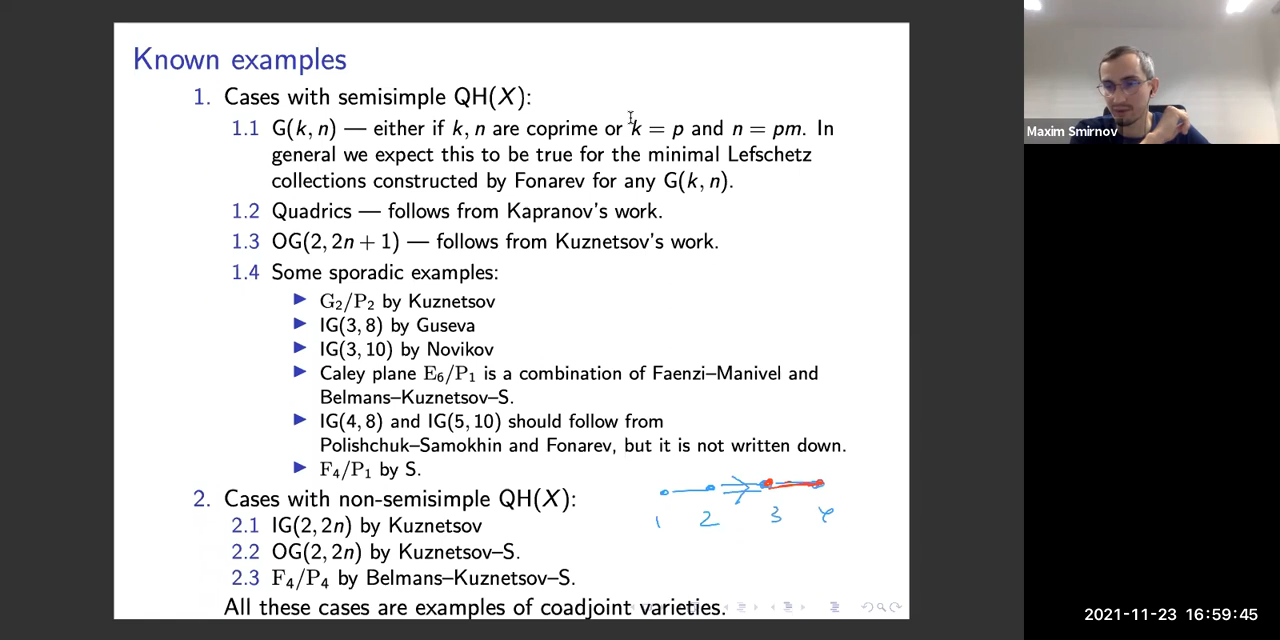 Known examples
1. Cases with semisimple QH(X):
1.1 G(k, n) — either if k, n are coprime or k = p and n = pm. In
general we expect this to be true for the minimal Lefschetz
collections constructed by Fonarev for any G(k, n).
1.2 Quadrics — follows from Kapranov's work.
1.3 OG(2, 2n + 1) — follows from Kuznetsov's work.
1.4 Some sporadic examples:
▶ G₂/P₂ by Kuznetsov
▶ IG(3, 8) by Guseva
▶ IG(3, 10) by Novikov
▶ Caley plane E₆/P₁ is a combination of Faenzi–Manivel and
Belmans–Kuznetsov–S.
▶ IG(4, 8) and IG(5, 10) should follow from
Polishchuk–Samokhin and Fonarev, but it is not written down.
▶ F₄/P₁ by S.
2. Cases with non-semisimple QH(X):
1 2 3 4
2.1 IG(2, 2n) by Kuznetsov
2.2 OG(2, 2n) by Kuznetsov–S.
2.3 F₄/P₄ by Belmans–Kuznetsov–S.
All these cases are examples of coadjoint varieties.
Maxim Smirnov
2021-11-23 16:59:45